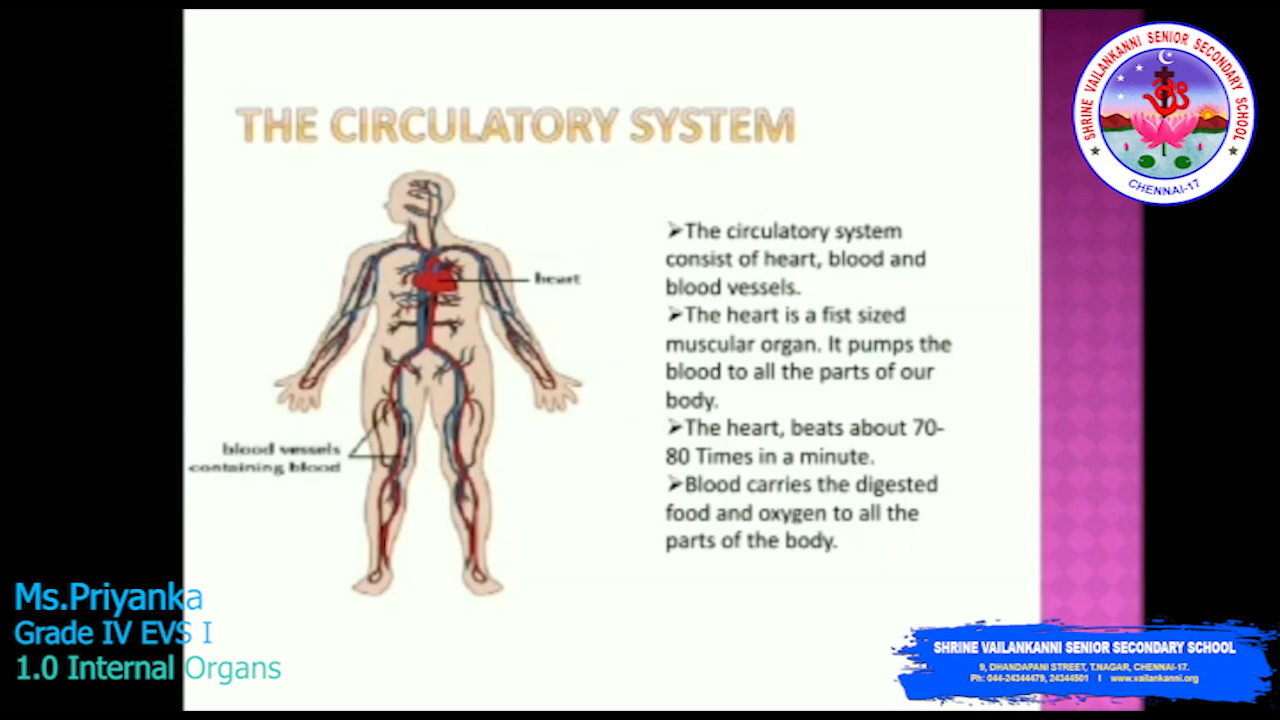 THE CIRCULATORY SYSTEM
heart
blood vessels
containing blood
➢The circulatory system
consist of heart, blood and
blood vessels.
➢The heart is a fist sized
muscular organ. It pumps the
blood to all the parts of our
body.
➢The heart, beats about 70-
80 Times in a minute.
➢Blood carries the digested
food and oxygen to all the
parts of the body.
SHRINE VAILANKANNI SENIOR SECONDARY SCHOOL
CHENNAI-17
Ms.Priyanka
Grade IV EVS I
1.0 Internal Organs
SHRINE VAILANKANNI SENIOR SECONDARY SCHOOL
9, DHANDAPANI STREET, T.NAGAR, CHENNAI-17.
Ph: 044-24344479, 24344501 I www.vailankanni.org